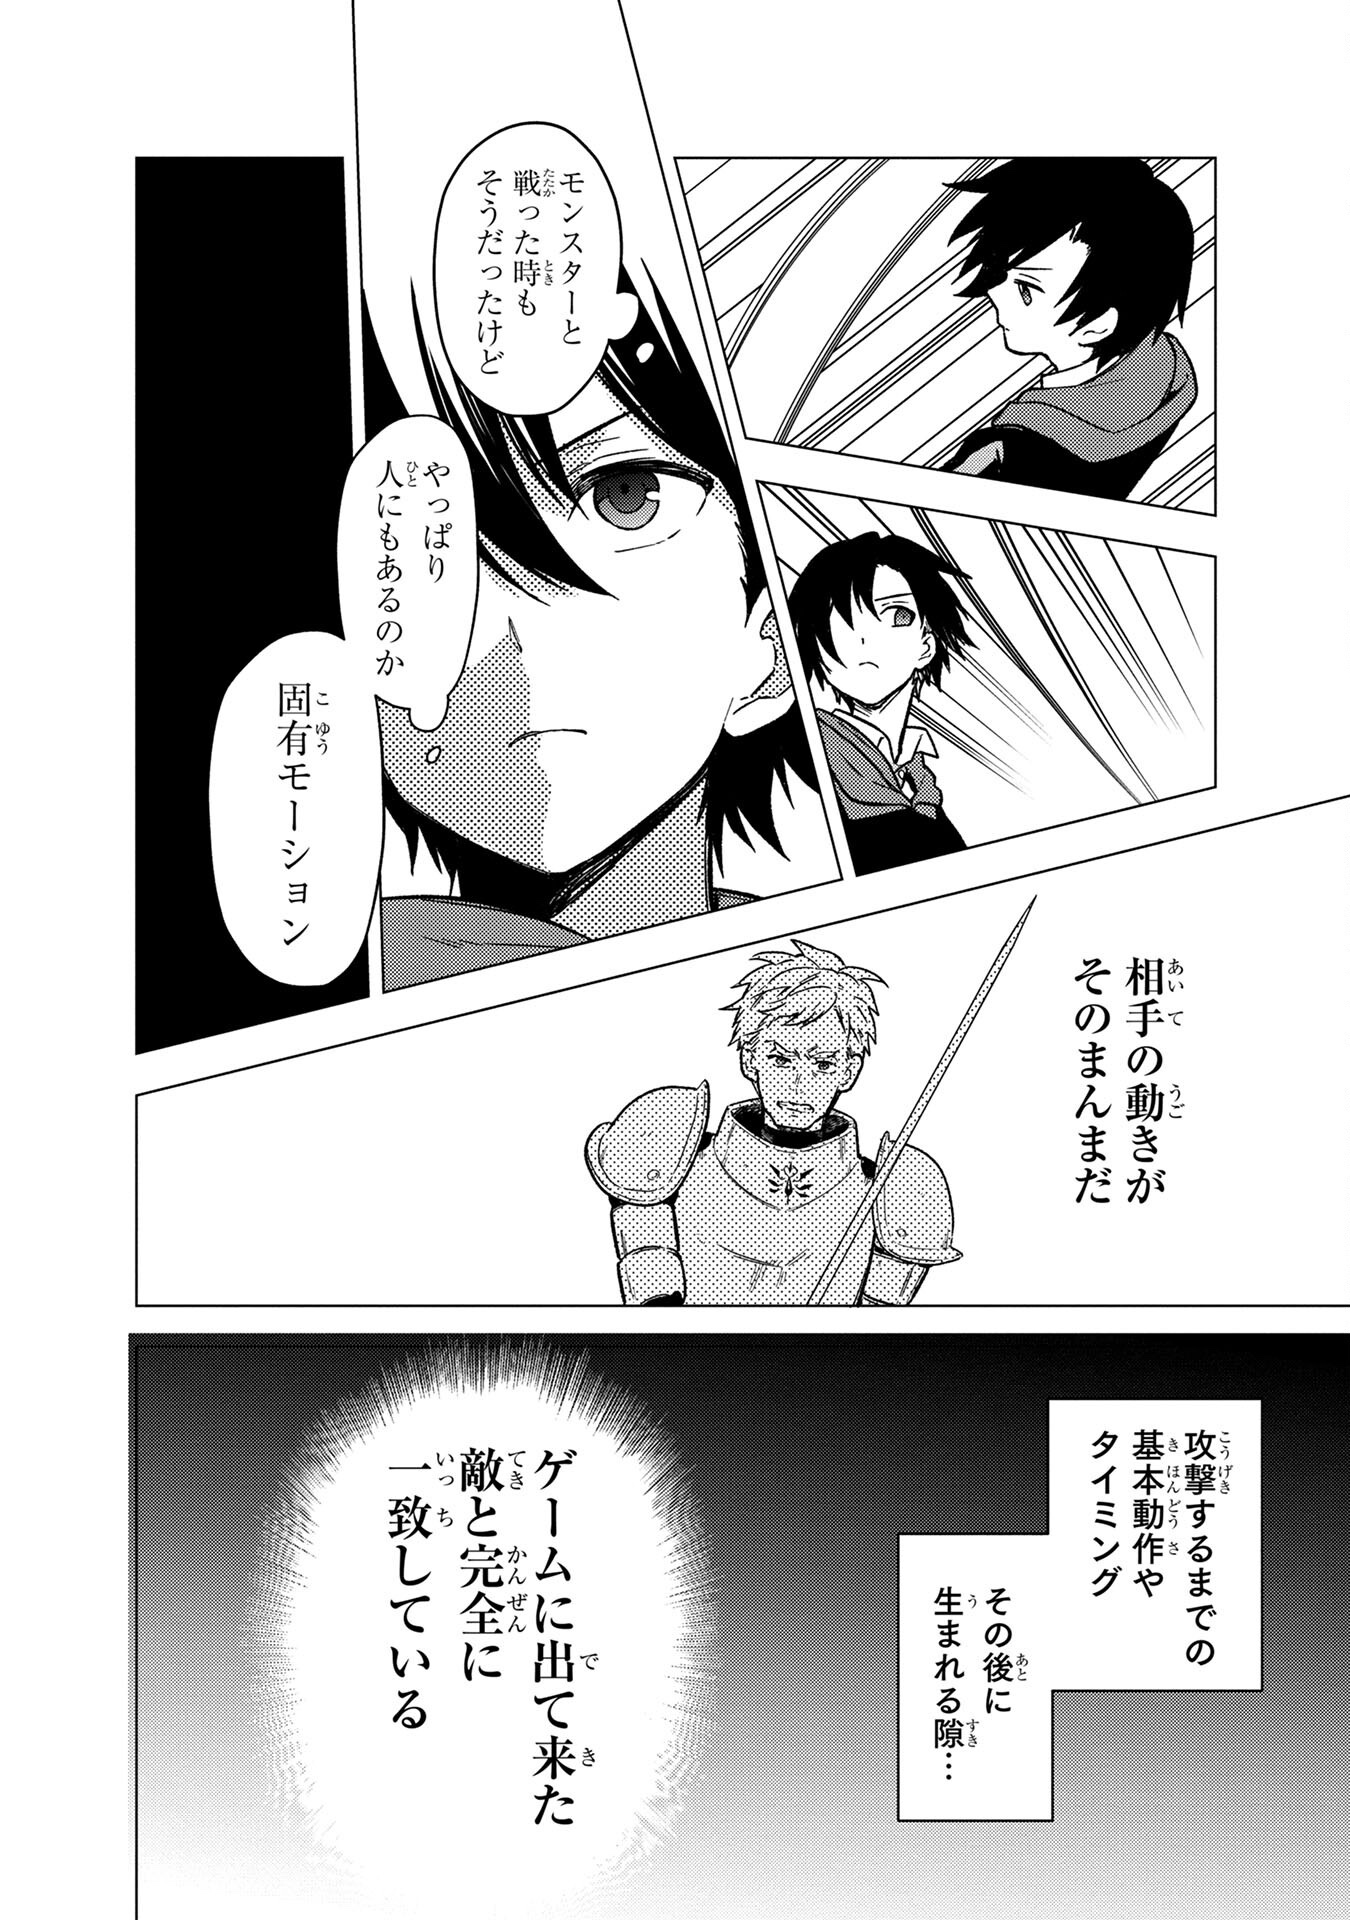 モンスターと
戦った時も
そうだったけど
やっぱり
人にもあるのか
固有モーション
相手の動きが
そのまんまだ
攻撃するまでの
基本動作や
タイミング
その後に
生まれる隙…
ゲームに出て来た
敵と完全に
一致している